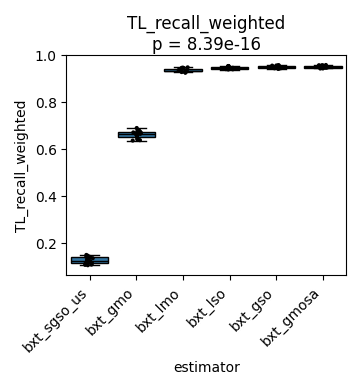 TL_recall_weighted
p = 8.39e-16
TL_recall_weighted
1.0
0.8
0.6
0.4
0.2
bxt_sgso_us
bxt_gmo
bxt_lmo
bxt_lso
bxt_gso
bxt_gmosa
estimator